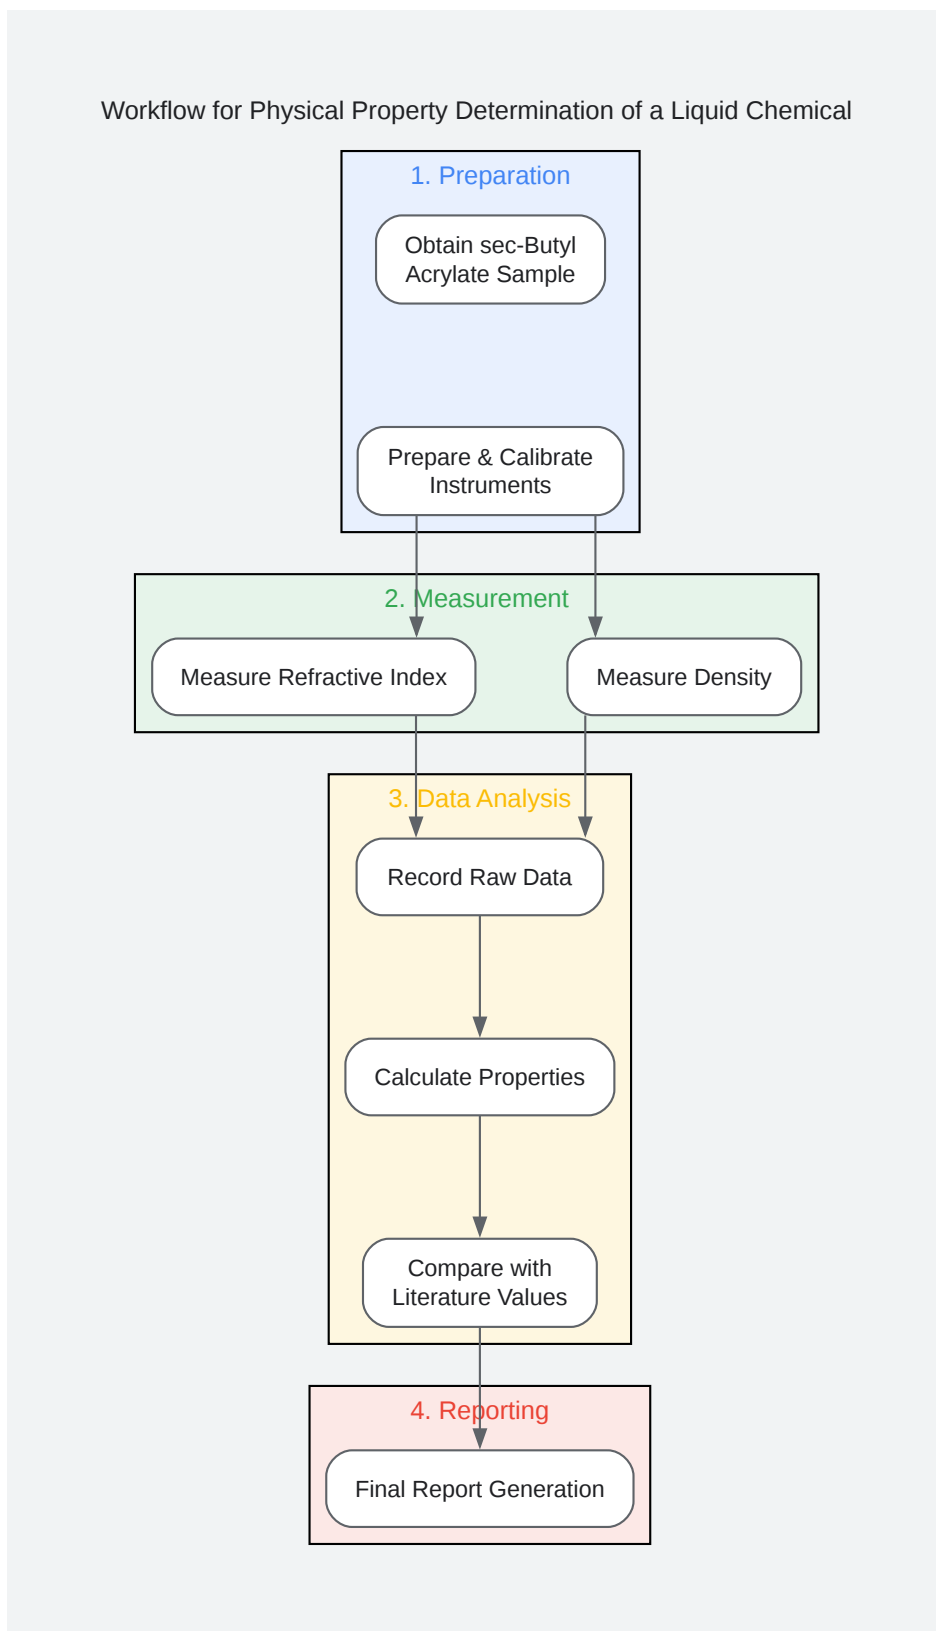 Workflow for Physical Property Determination of a Liquid Chemical
1. Preparation
Obtain sec-Butyl
Acrylate Sample
Prepare & Calibrate
Instruments
2. Measurement
Measure Refractive Index
Measure Density
3. Data Analysis
Record Raw Data
Calculate Properties
Compare with
Literature Values
4. Reporting
Final Report Generation